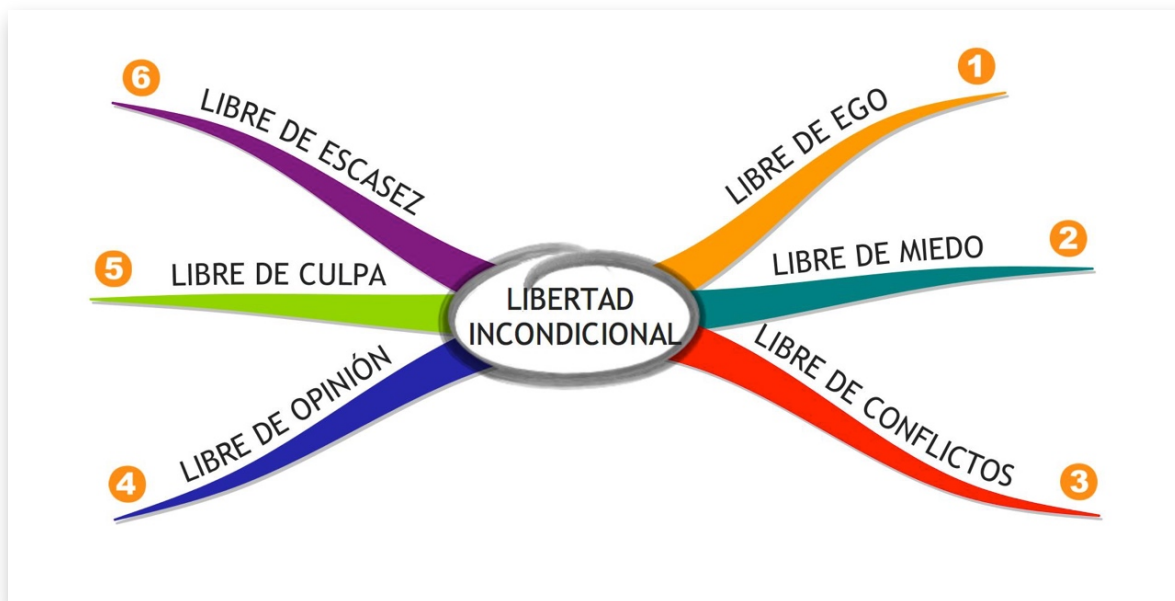 LIBERTAD
INCONDICIONAL
1
LIBRE DE EGO
2
LIBRE DE MIEDO
3
LIBRE DE CONFLICTOS
4
LIBRE DE OPINIÓN
5
LIBRE DE CULPA
6
LIBRE DE ESCASEZ